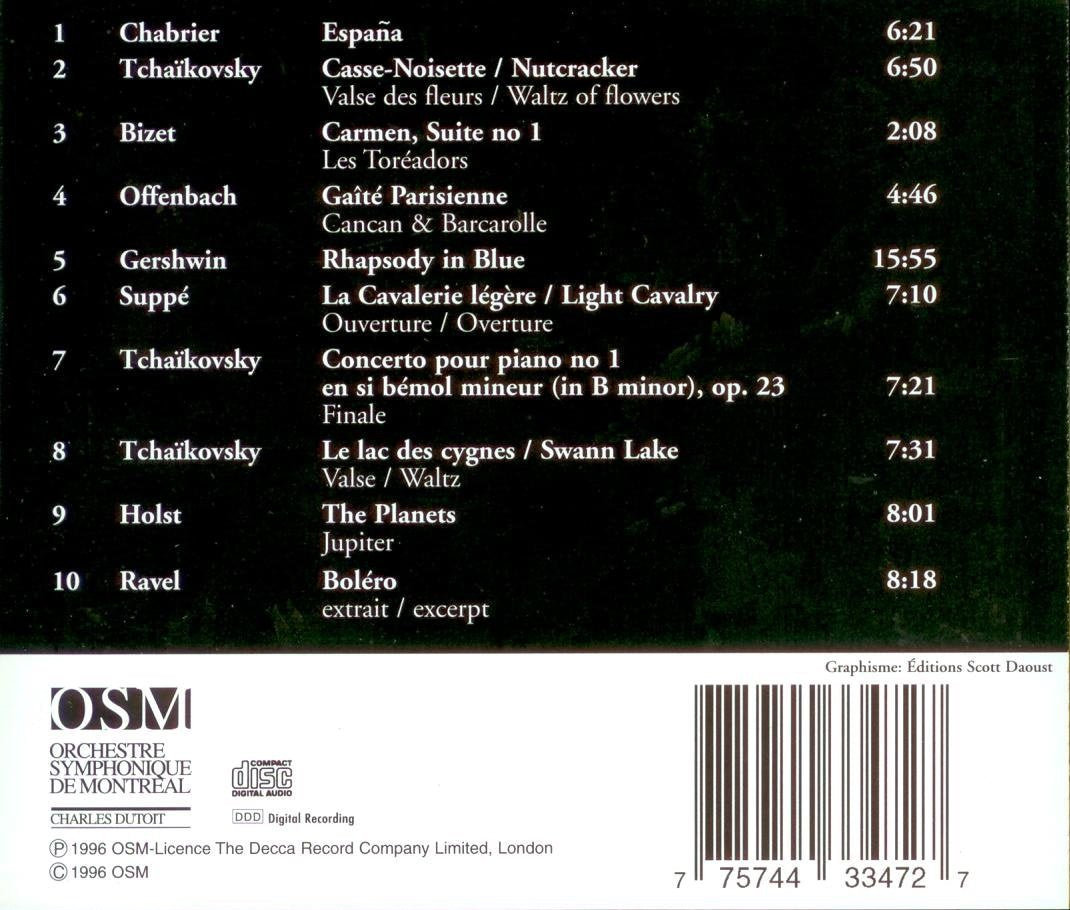 1 Chabrier España 6:21
2 Tchaïkovsky Casse-Noisette / Nutcracker 6:50
Valse des fleurs / Waltz of flowers
3 Bizet Carmen, Suite no 1 2:08
Les Toréadors
4 Offenbach Gaîté Parisienne 4:46
Cancan & Barcarolle
5 Gershwin Rhapsody in Blue 15:55
6 Suppé La Cavalerie légère / Light Cavalry 7:10
Ouverture / Overture
7 Tchaïkovsky Concerto pour piano no 1
en si bémol mineur (in B minor), op. 23 7:21
Finale
8 Tchaïkovsky Le lac des cygnes / Swann Lake 7:31
Valse / Waltz
9 Holst The Planets 8:01
Jupiter
10 Ravel Boléro 8:18
extrait / excerpt
Graphisme: Éditions Scott Daoust
OSM
ORCHESTRE
SYMPHONIQUE
DE MONTRÉAL
CHARLES DUTOIT
COMPACT
disc
DIGITAL AUDIO
DDD Digital Recording
Ⓟ 1996 OSM-Licence The Decca Record Company Limited, London
Ⓒ 1996 OSM
7 75744 33472 7